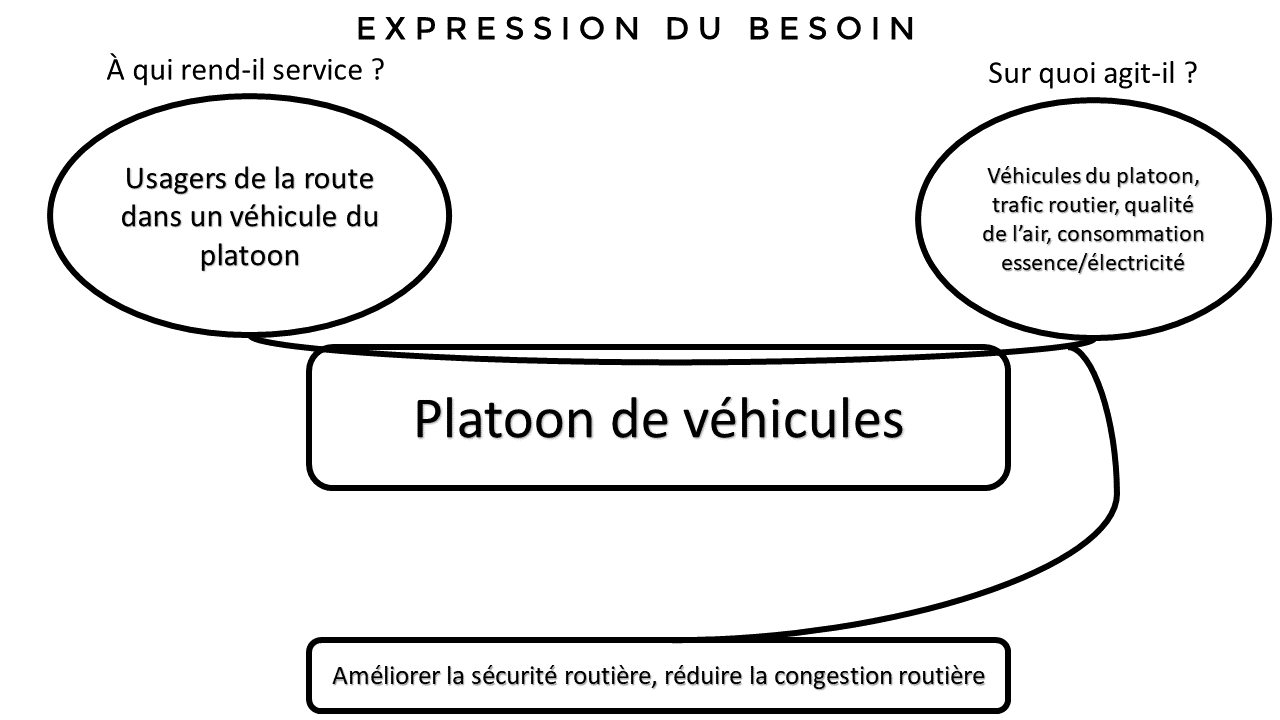 EXPRESSION DU BESOIN
À qui rend-il service ?
Sur quoi agit-il ?
Usagers de la route
dans un véhicule du
platoon
Véhicules du platoon,
trafic routier, qualité
de l’air, consommation
essence/électricité
Platoon de véhicules
Améliorer la sécurité routière, réduire la congestion routière